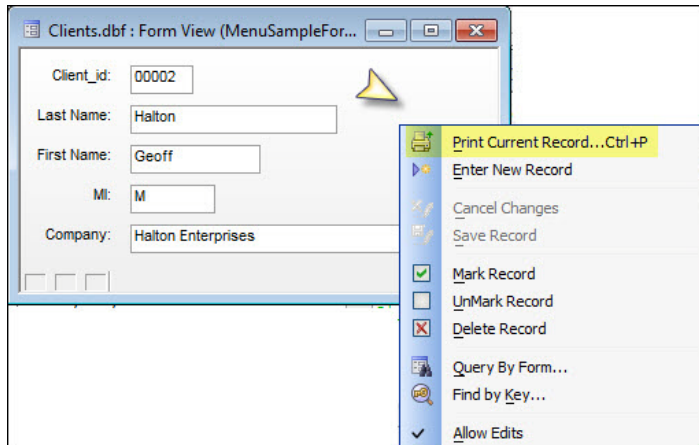 Clients.dbf : Form View (MenuSampleFor...
Client_id: 00002
Last Name: Halton
First Name: Geoff
MI: M
Company: Halton Enterprises
Print Current Record...Ctrl+P
Enter New Record
Cancel Changes
Save Record
Mark Record
UnMark Record
Delete Record
Query By Form...
Find by Key...
Allow Edits